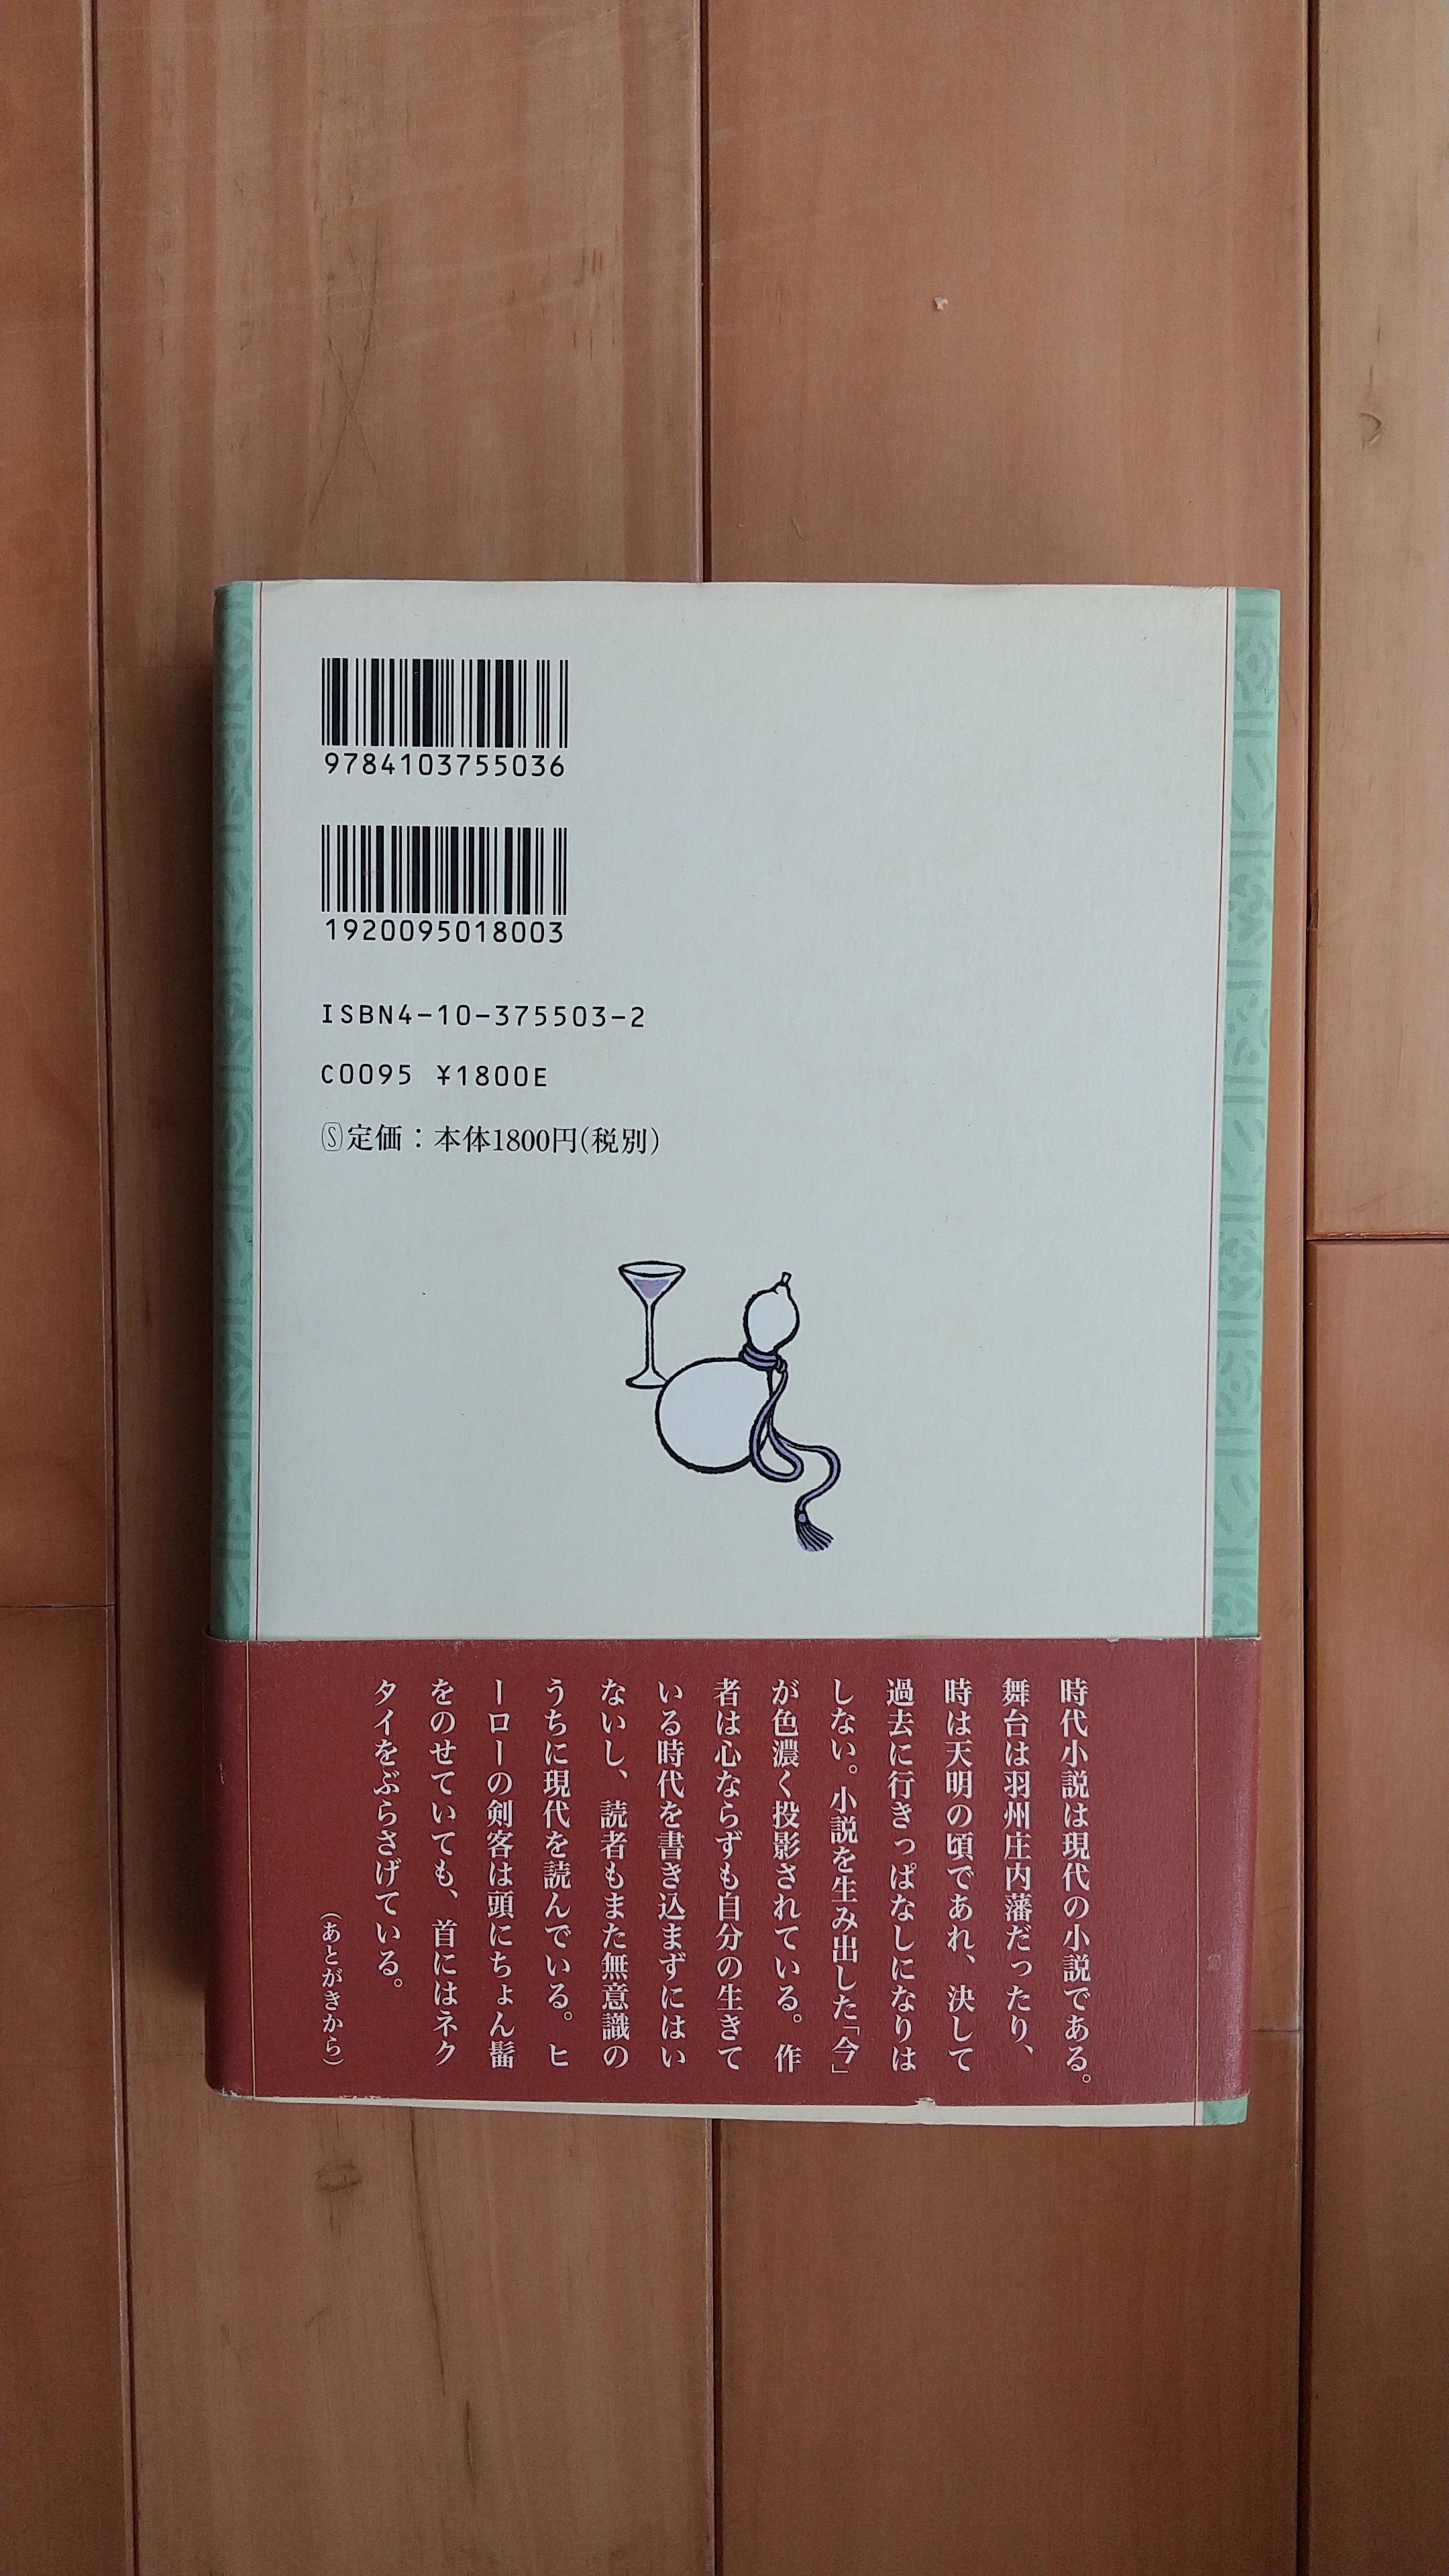 9784103755036
1920095018003
ISBN4-10-375503-2
C0095 ¥1800E
Ⓢ定価：本体1800円(税別)
時代小説は現代の小説である。
舞台は羽州庄内藩だったり、
時は天明の頃であれ、決して
過去に行きっぱなしになりは
しない。小説を生み出した「今」
が色濃く投影されている。作
者は心ならずも自分の生きて
いる時代を書き込まずにはい
ないし、読者もまた無意識の
うちに現代を読んでいる。ヒ
ーローの剣客は頭にちょん髷
をのせていても、首にはネク
タイをぶらさげている。
（あとがきから）